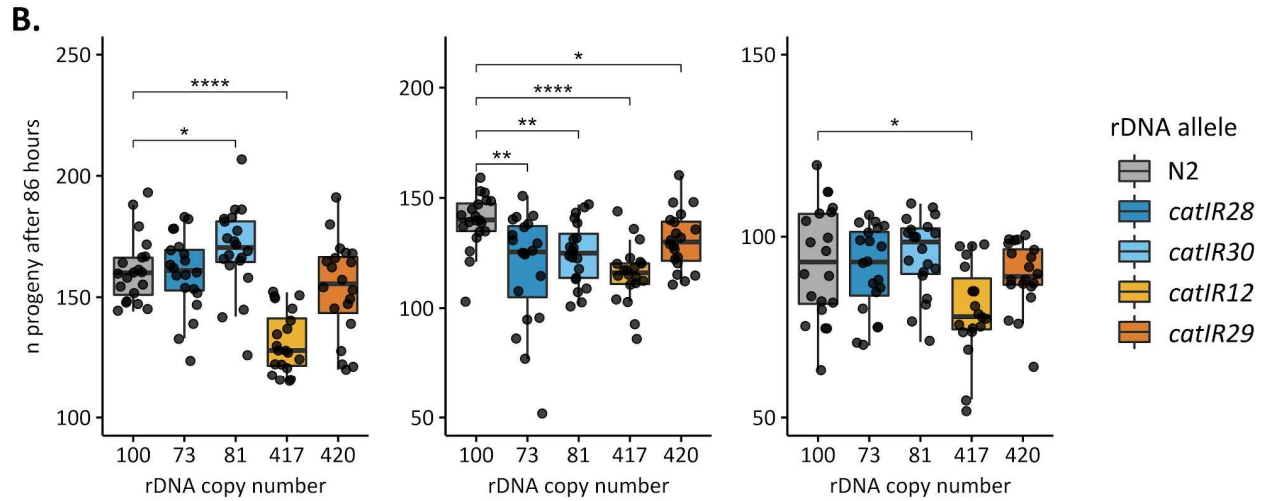 B.
n progeny after 86 hours
250
200
150
100
****
*
100 73 81 417 420
rDNA copy number
200
150
100
50
*
****
**
**
100 73 81 417 420
rDNA copy number
150
100
50
*
100 73 81 417 420
rDNA copy number
rDNA allele
N2
catIR28
catIR30
catIR12
catIR29